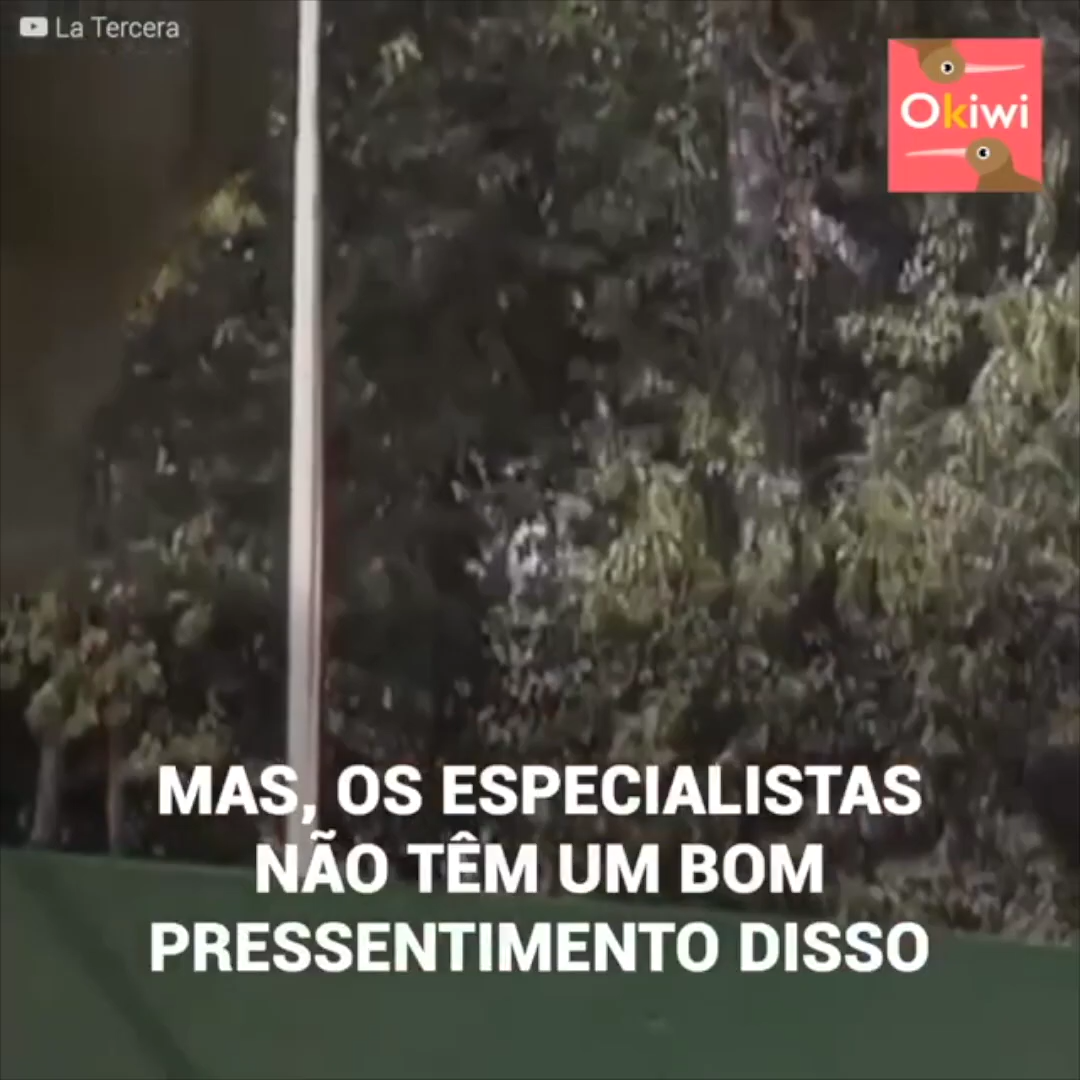 La Tercera
Okiwi
MAS, OS ESPECIALISTAS
NÃO TÊM UM BOM
PRESSENTIMENTO DISSO